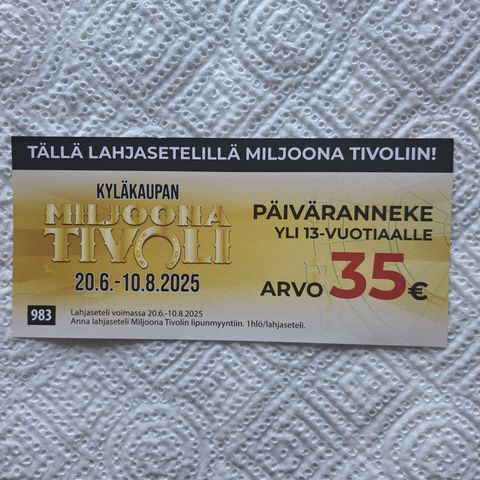 TÄLLÄ LAHJASETELILLÄ MILJOONA TIVOLIIN!
KYLÄKAUPAN
MILJOONA
TIVOLI
20.6.-10.8.2025
PÄIVÄRANNEKE
YLI 13-VUOTIAALLE
ARVO 35€
983
Lahjaseteli voimassa 20.6.-10.8.2025
Anna lahjaseteli Miljoona Tivolin lipunmyyntiin. 1hlö/lahjaseteli.